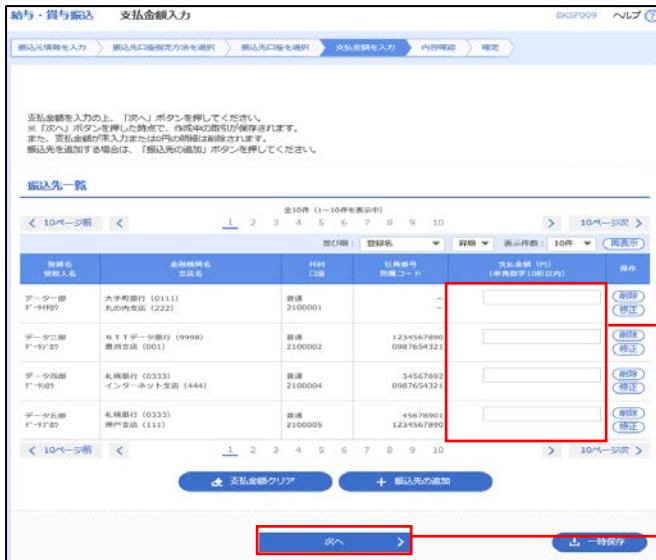 給与・賞与振込 支払金額入力 BKSF009 ヘルプ ?
振込元情報を入力 振込先口座指定方法を選択 振込先口座を選択 支払金額を入力 内容確認 確定
支払金額を入力の上、「次へ」ボタンを押してください。
※「次へ」ボタンを押した時点で、作成中の取引が保存されます。
また、支払金額が未入力または0円の明細は削除されます。
振込先を追加する場合は、「振込先の追加」ボタンを押してください。
振込先一覧
全10件 (1~10件を表示中)
10ページ前 1 2 3 4 5 6 7 8 9 10 10ページ次
並び順: 登録名 昇順 表示件数: 10件 再表示
登録名 金融機関名 科目 社員番号 支払金額 (円) 操作
受取人名 支店名 口座 所属コード (半角数字10桁以内)
データ一郎 大手町銀行 (0111) 普通 - 削除
丸の内支店 (222) 2100001 - 修正
データ二郎 NTTデータ銀行 (9998) 普通 1234567890 削除
豊洲支店 (001) 2100002 0987654321 修正
データ四郎 札幌銀行 (0333) 普通 34567892 削除
インターネット支店 (444) 2100004 0987654321 修正
データ五郎 札幌銀行 (0333) 普通 45678901 削除
神戸支店 (111) 2100005 1234567890 修正
10ページ前 1 2 3 4 5 6 7 8 9 10 10ページ次
支払金額クリア + 振込先の追加
次へ 一時保存